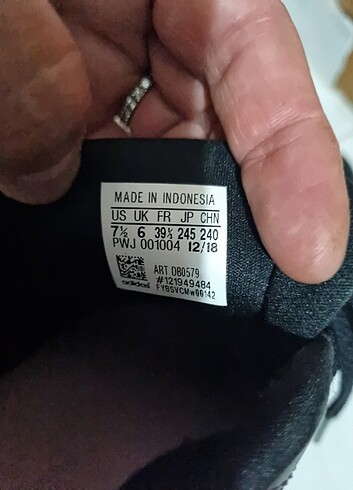 MADE IN INDONESIA
US UK FR JP CHN
7½ 6 39⅓ 245 240
PWJ 001004 12/18
ART DB0579
#121949484
adidas FYBSVCMw00142